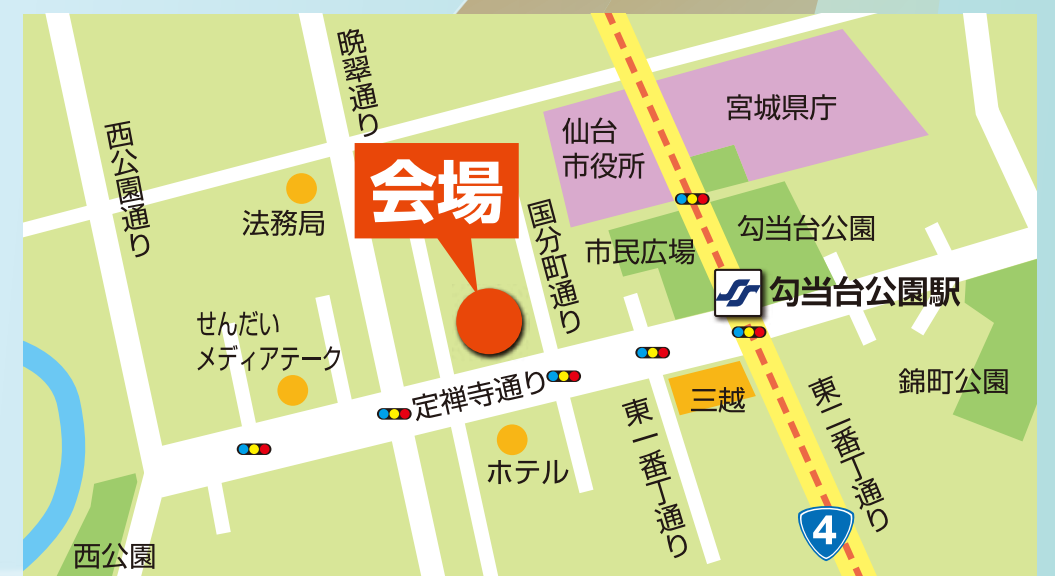 晩翠通り
西公園通り
宮城県庁
仙台
市役所
会場
法務局
国分町通り
勾当台公園
市民広場
勾当台公園駅
せんだい
メディアテーク
定禅寺通り
三越
錦町公園
東一番丁通り
東二番丁通り
ホテル
4
西公園